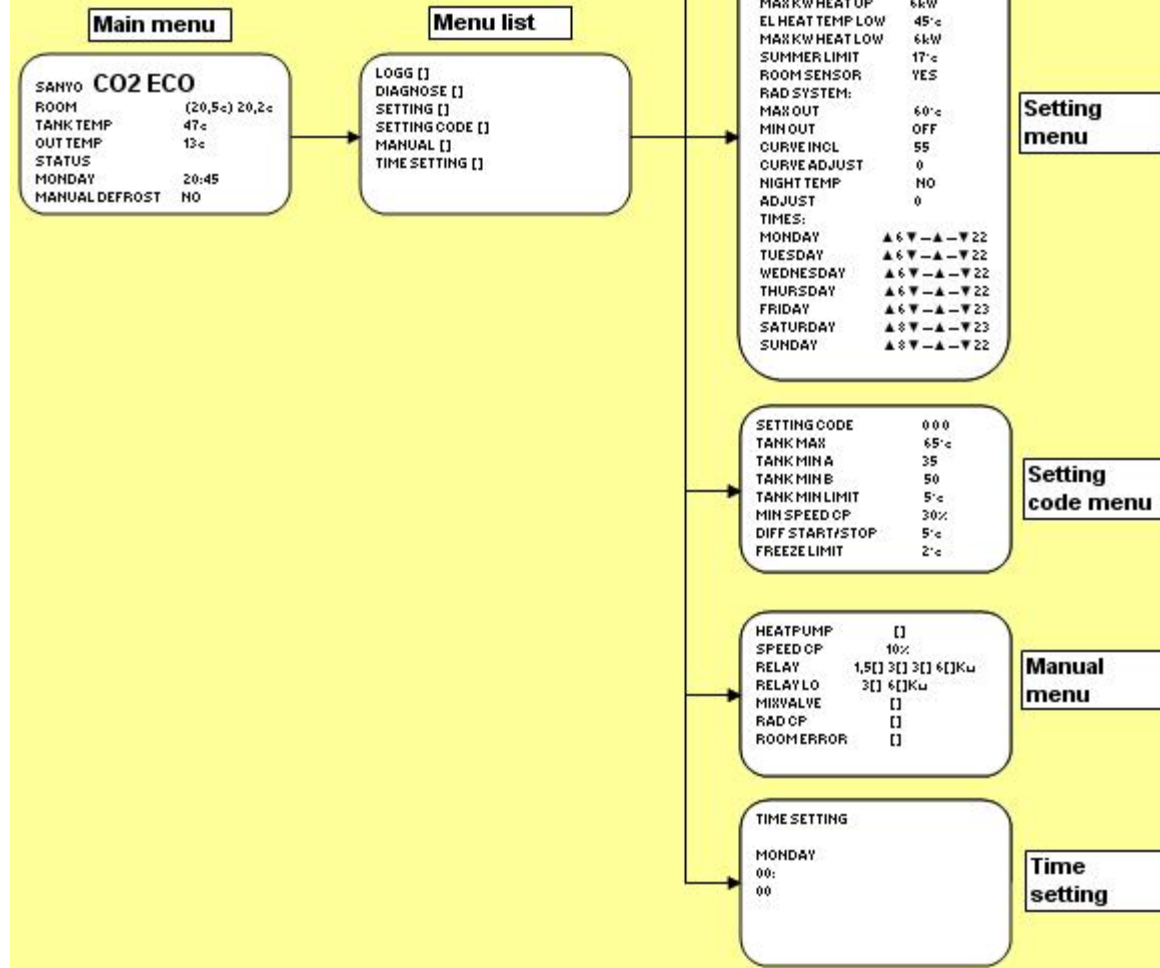 Main menu
SANYO CO2 ECO
ROOM (20,5c) 20,2c
TANK TEMP 47c
OUT TEMP 13c
STATUS
MONDAY 20:45
MANUAL DEFROST NO
Menu list
LOGG []
DIAGNOSE []
SETTING []
SETTING CODE []
MANUAL []
TIME SETTING []
MAX KW HEAT UP 6kW
EL HEAT TEMP LOW 45°c
MAX KW HEAT LOW 6kW
SUMMER LIMIT 17°c
ROOM SENSOR YES
RAD SYSTEM:
MAX OUT 60°c
MIN OUT OFF
CURVE INCL 55
CURVE ADJUST 0
NIGHT TEMP NO
ADJUST 0
TIMES:
MONDAY ▲6▼–▲–▼22
TUESDAY ▲6▼–▲–▼22
WEDNESDAY ▲6▼–▲–▼22
THURSDAY ▲6▼–▲–▼22
FRIDAY ▲6▼–▲–▼23
SATURDAY ▲8▼–▲–▼23
SUNDAY ▲8▼–▲–▼22
Setting
menu
SETTING CODE 0 0 0
TANK MAX 65°c
TANK MIN A 35
TANK MIN B 50
TANK MIN LIMIT 5°c
MIN SPEED CP 30%
DIFF START/STOP 5°c
FREEZE LIMIT 2°c
Setting
code menu
HEATPUMP []
SPEED CP 10%
RELAY 1,5[] 3[] 3[] 6[]Kw
RELAY LO 3[] 6[]Kw
MIXVALVE []
RAD CP []
ROOM ERROR []
Manual
menu
TIME SETTING
MONDAY
00:
00
Time
setting